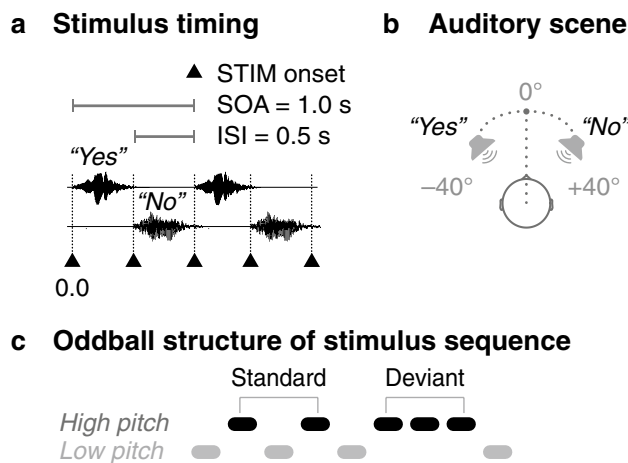 a Stimulus timing
▲ STIM onset
SOA = 1.0 s
ISI = 0.5 s
“Yes”
“No”
0.0
b Auditory scene
0°
“Yes” “No”
–40° +40°
c Oddball structure of stimulus sequence
Standard Deviant
High pitch
Low pitch